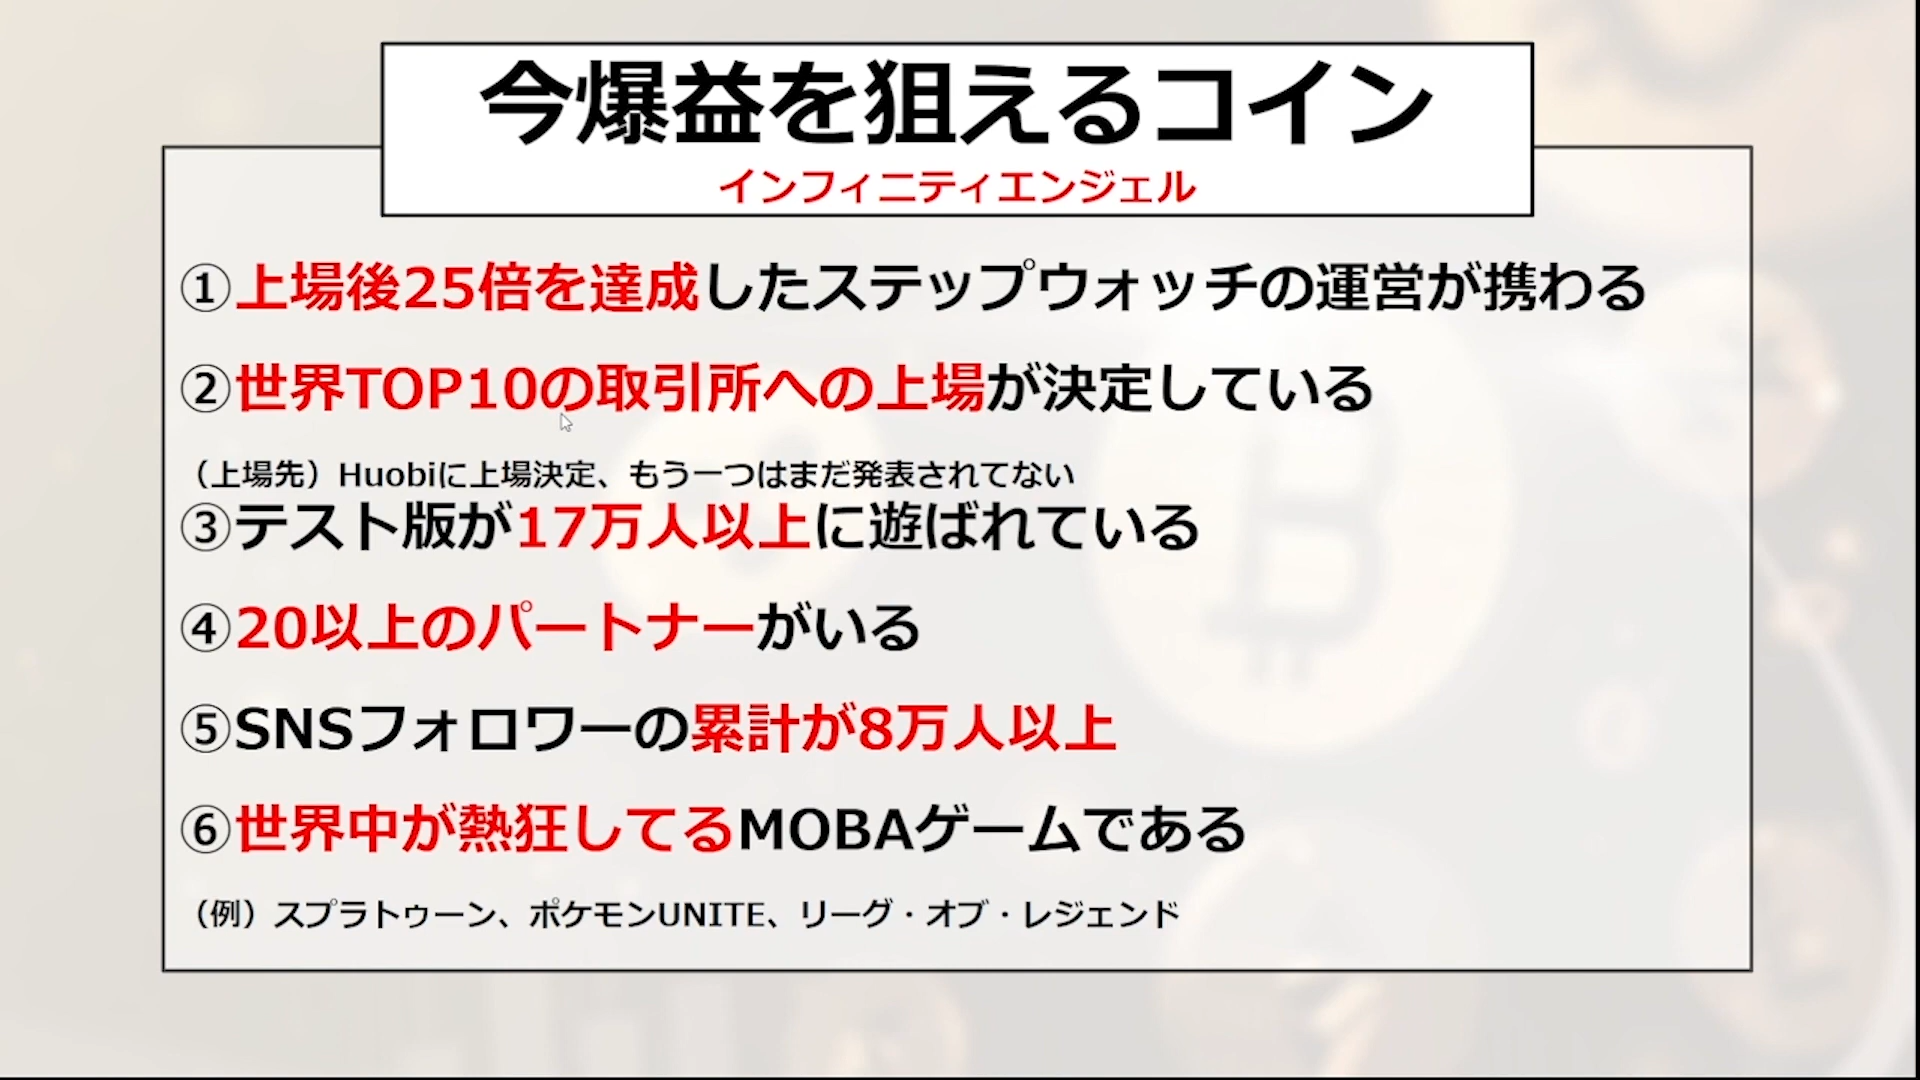 今爆益を狙えるコイン
インフィニティエンジェル
①上場後25倍を達成したステップウォッチの運営が携わる
②世界TOP10の取引所への上場が決定している
（上場先）Huobiに上場決定、もう一つはまだ発表されてない
③テスト版が17万人以上に遊ばれている
④20以上のパートナーがいる
⑤SNSフォロワーの累計が8万人以上
⑥世界中が熱狂してるMOBAゲームである
（例）スプラトゥーン、ポケモンUNITE、リーグ・オブ・レジェンド